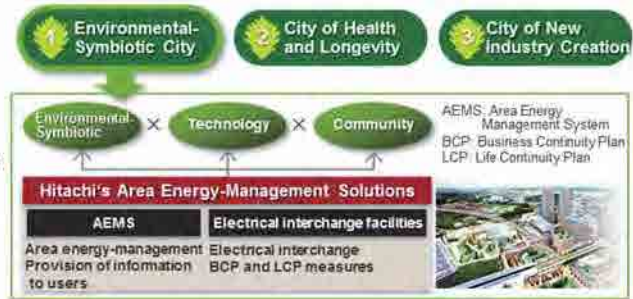 1 Environmental-
Symbiotic City
2 City of Health
and Longevity
3 City of New
Industry Creation
Environmental-
Symbiotic
×
Technology
×
Community
AEMS: Area Energy
Management System
BCP: Business Continuity Plan
LCP: Life Continuity Plan
Hitachi's Area Energy-Management Solutions
AEMS
Area energy-management
Provision of information
to users
Electrical interchange facilities
Electrical interchange
BCP and LCP measures